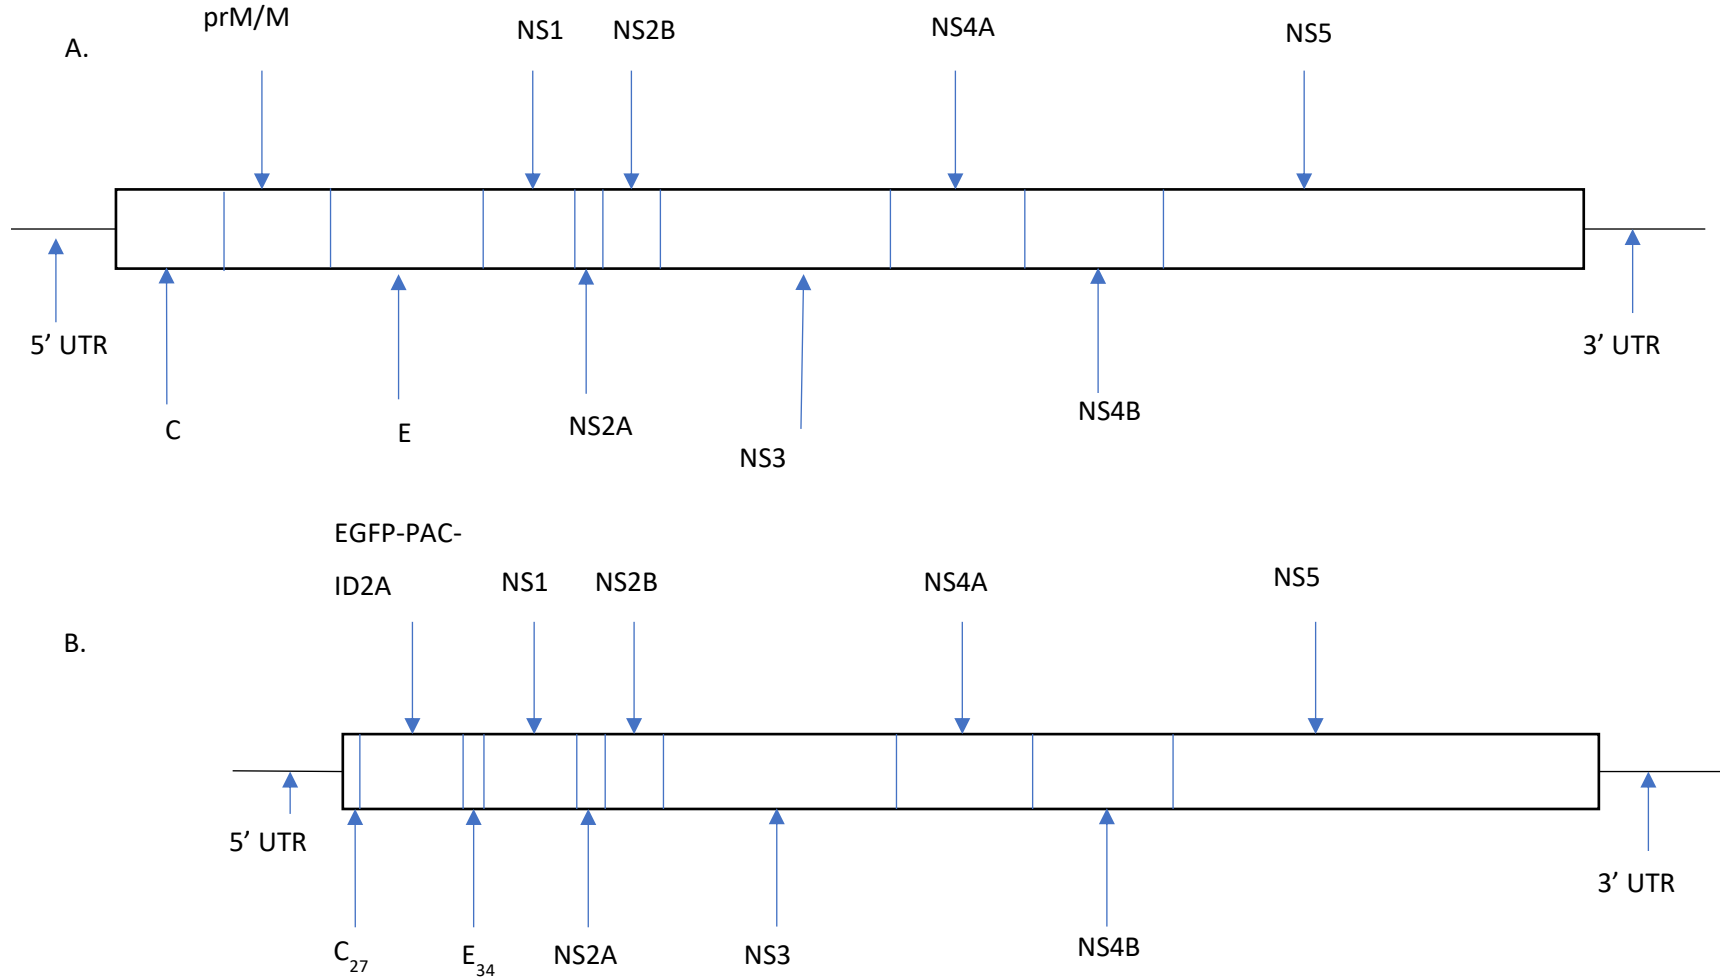 A.
prM/M
NS1
NS2B
NS4A
NS5
5’ UTR
C
E
NS2A
NS3
NS4B
3’ UTR
B.
EGFP-PAC-
ID2A
NS1
NS2B
NS4A
NS5
5’ UTR
C27
E34
NS2A
NS3
NS4B
3’ UTR